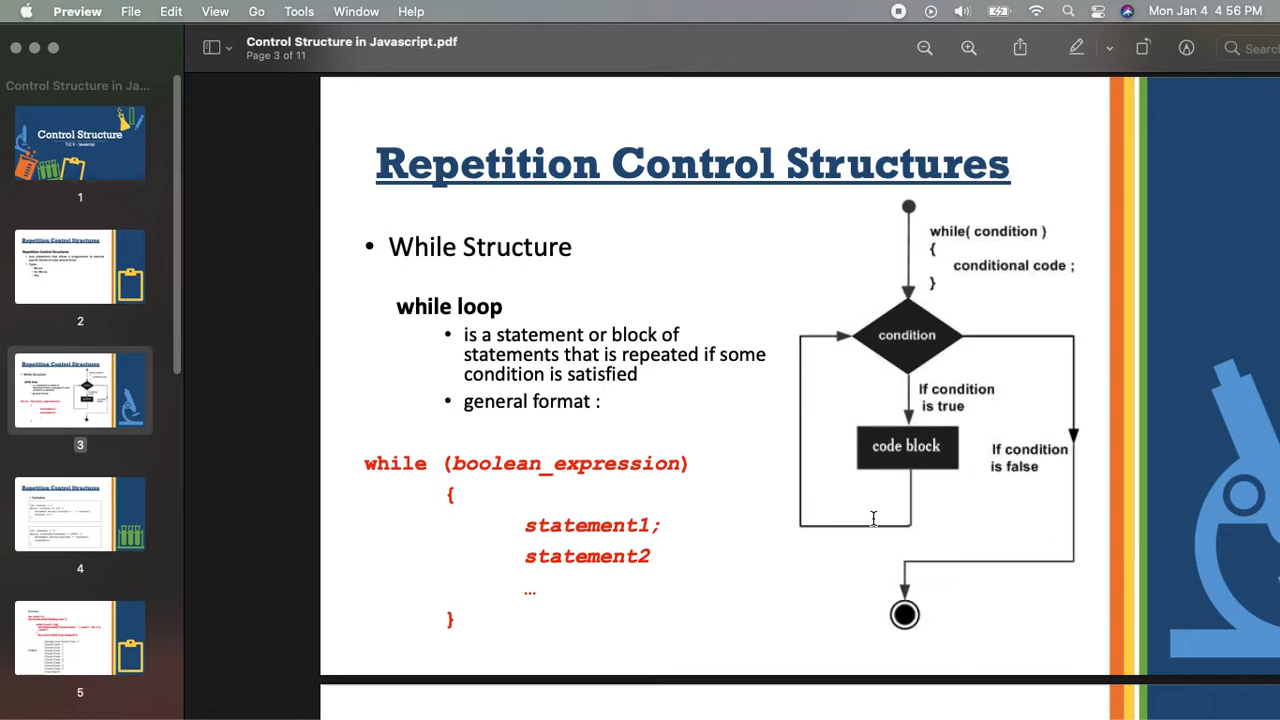 Preview File Edit View Go Tools Window Help Mon Jan 4 4:56 PM
Control Structure in Javascript.pdf
Page 3 of 11
Search
Control Structure in Ja...
Control Structure
1
Repetition Control Structures
2
Repetition Control Structures
3
Repetition Control Structures
4
5
Repetition Control Structures
• While Structure
while loop
• is a statement or block of
statements that is repeated if some
condition is satisfied
• general format :
while (boolean_expression)
{
statement1;
statement2
...
}
while( condition )
{
conditional code ;
}
condition
If condition
is true
code block
If condition
is false